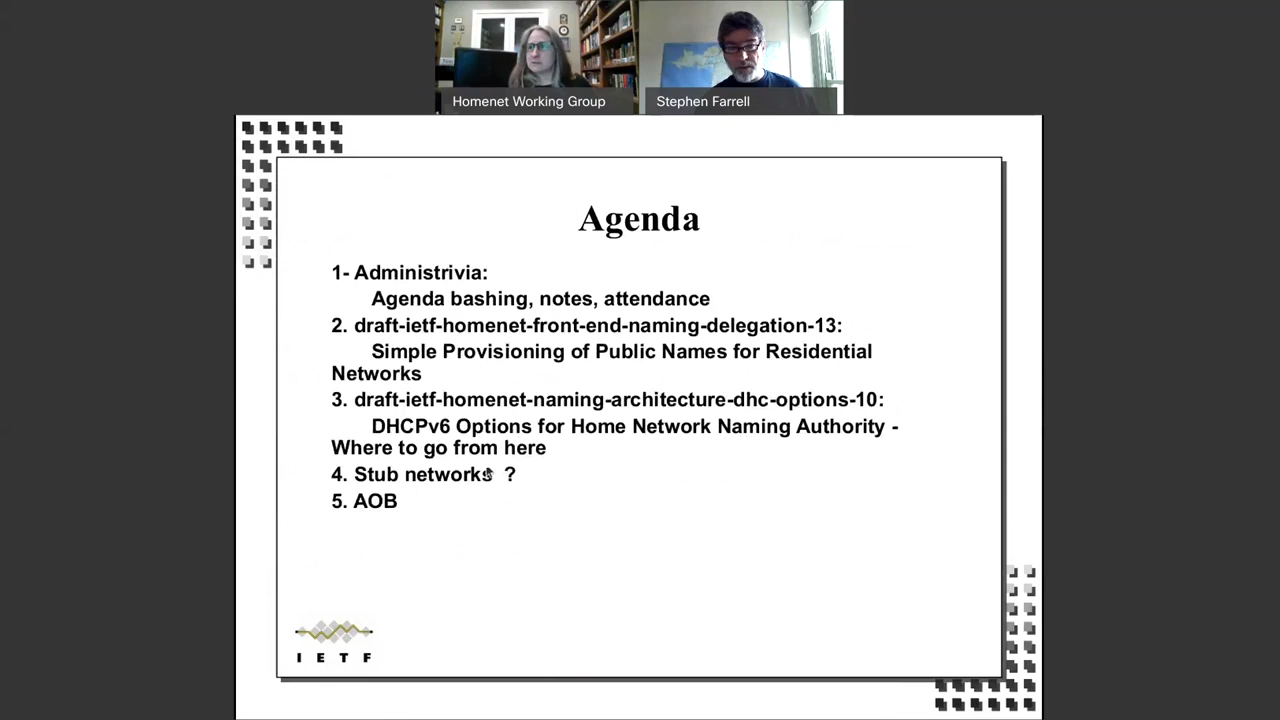 Homenet Working Group
Stephen Farrell
Agenda
1- Administrivia:
Agenda bashing, notes, attendance
2. draft-ietf-homenet-front-end-naming-delegation-13:
Simple Provisioning of Public Names for Residential
Networks
3. draft-ietf-homenet-naming-architecture-dhc-options-10:
DHCPv6 Options for Home Network Naming Authority -
Where to go from here
4. Stub networks ?
5. AOB
I E T F